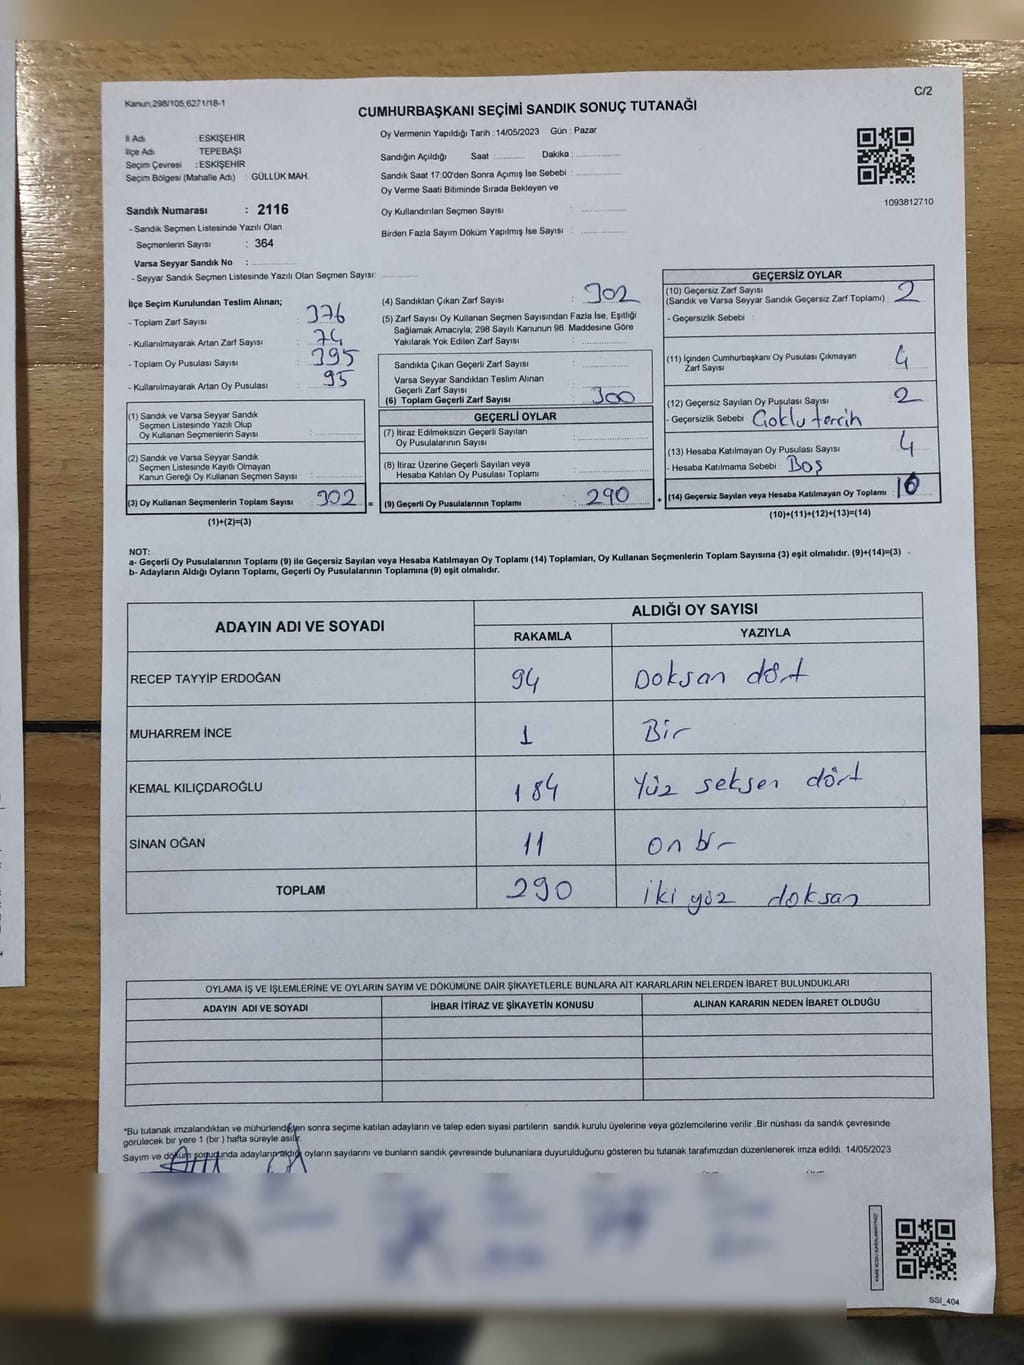 Kanun,298/105;6271/18-1
C/2
CUMHURBAŞKANI SEÇİMİ SANDIK SONUÇ TUTANAĞI
İl Adı : ESKİŞEHİR
İlçe Adı TEPEBAŞI
Seçim Çevresi : ESKİŞEHİR
Seçim Bölgesi (Mahalle Adı) : GÜLLÜK MAH.
Sandık Numarası : 2116
- Sandık Seçmen Listesinde Yazılı Olan
Seçmenlerin Sayısı : 364
Varsa Seyyar Sandık No : ............
- Seyyar Sandık Seçmen Listesinde Yazılı Olan Seçmen Sayısı: ............
Oy Vermenin Yapıldığı Tarih : 14/05/2023 Gün : Pazar
Sandığın Açıldığı Saat : ............ Dakika : ............
Sandık Saat 17:00'den Sonra Açımış İse Sebebi : ............
Oy Verme Saati Bitiminde Sırada Bekleyen ve
Oy Kullandırılan Seçmen Sayısı : ............
Birden Fazla Sayım Döküm Yapılmış İse Sayısı : ............
1093812710
İlçe Seçim Kurulundan Teslim Alınan;
- Toplam Zarf Sayısı : 376
- Kullanılmayarak Artan Zarf Sayısı : 74
- Toplam Oy Pusulası Sayısı : 395
- Kullanılmayarak Artan Oy Pusulası : 95
(1) Sandık ve Varsa Seyyar Sandık
Seçmen Listesinde Yazılı Olup
Oy Kullanan Seçmenlerin Sayısı : ............
(2) Sandık ve Varsa Seyyar Sandık
Seçmen Listesinde Kayıtlı Olmayan
Kanun Gereği Oy Kullanan Seçmen Sayısı : ............
(3) Oy Kullanan Seçmenlerin Toplam Sayısı 302 =
(1)+(2)=(3)
(4) Sandıktan Çıkan Zarf Sayısı : 302
(5) Zarf Sayısı Oy Kullanan Seçmen Sayısından Fazla İse, Eşitliği
Sağlamak Amacıyla; 298 Sayılı Kanunun 98. Maddesine Göre
Yakılarak Yok Edilen Zarf Sayısı : ............
Sandıkta Çıkan Geçerli Zarf Sayısı : ............
Varsa Seyyar Sandıktan Teslim Alınan
Geçerli Zarf Sayısı : ............
(6) Toplam Geçerli Zarf Sayısı : 300
GEÇERLİ OYLAR
(7) İtiraz Edilmeksizin Geçerli Sayılan
Oy Pusulalarının Sayısı : ............
(8) İtiraz Üzerine Geçerli Sayılan veya
Hesaba Katılan Oy Pusulası Toplamı : ............
(9) Geçerli Oy Pusulalarının Toplamı : 290 +
GEÇERSİZ OYLAR
(10) Geçersiz Zarf Sayısı
(Sandık ve Varsa Seyyar Sandık Geçersiz Zarf Toplamı) : 2
- Geçersizlik Sebebi :
(11) İçinden Cumhurbaşkanı Oy Pusulası Çıkmayan
Zarf Sayısı : 4
(12) Geçersiz Sayılan Oy Pusulası Sayısı : 2
- Geçersizlik Sebebi : Çoklu tercih
(13) Hesaba Katılmayan Oy Pusulası Sayısı : 4
- Hesaba Katılmama Sebebi : Boş
(14) Geçersiz Sayılan veya Hesaba Katılmayan Oy Toplamı : 10
(10)+(11)+(12)+(13)=(14)
NOT:
a- Geçerli Oy Pusulalarının Toplamı (9) ile Geçersiz Sayılan veya Hesaba Katılmayan Oy Toplamı (14) Toplamları, Oy Kullanan Seçmenlerin Toplam Sayısına (3) eşit olmalıdır. (9)+(14)=(3)
b- Adayların Aldığı Oyların Toplamı, Geçerli Oy Pusulalarının Toplamına (9) eşit olmalıdır.
ADAYIN ADI VE SOYADI ALDIĞI OY SAYISI
RAKAMLA YAZIYLA
RECEP TAYYİP ERDOĞAN 94 Doksan dört
MUHARREM İNCE 1 Bir
KEMAL KILIÇDAROĞLU 184 Yüz seksen dört
SİNAN OĞAN 11 on bir
TOPLAM 290 iki yüz doksan
OYLAMA İŞ VE İŞLEMLERİNE VE OYLARIN SAYIM VE DÖKÜMÜNE DAİR ŞİKAYETLERLE BUNLARA AİT KARARLARIN NELERDEN İBARET BULUNDUKLARI
ADAYIN ADI VE SOYADI İHBAR İTİRAZ VE ŞİKAYETİN KONUSU ALINAN KARARIN NEDEN İBARET OLDUĞU
*Bu tutanak imzalandıktan ve mühürlendikten sonra seçime katılan adayların ve talep eden siyasi partilerin sandık kurulu üyelerine veya gözlemcilerine verilir. Bir nüshası da sandık çevresinde
görülecek bir yere 1 (bir) hafta süreyle asılır.
Sayım ve döküm sonucunda adayların aldığı oyların sayılarını ve bunların sandık çevresinde bulunanlara duyurulduğunu gösteren bu tutanak tarafımızdan düzenlenerek imza edildi. 14/05/2023
SSI_404